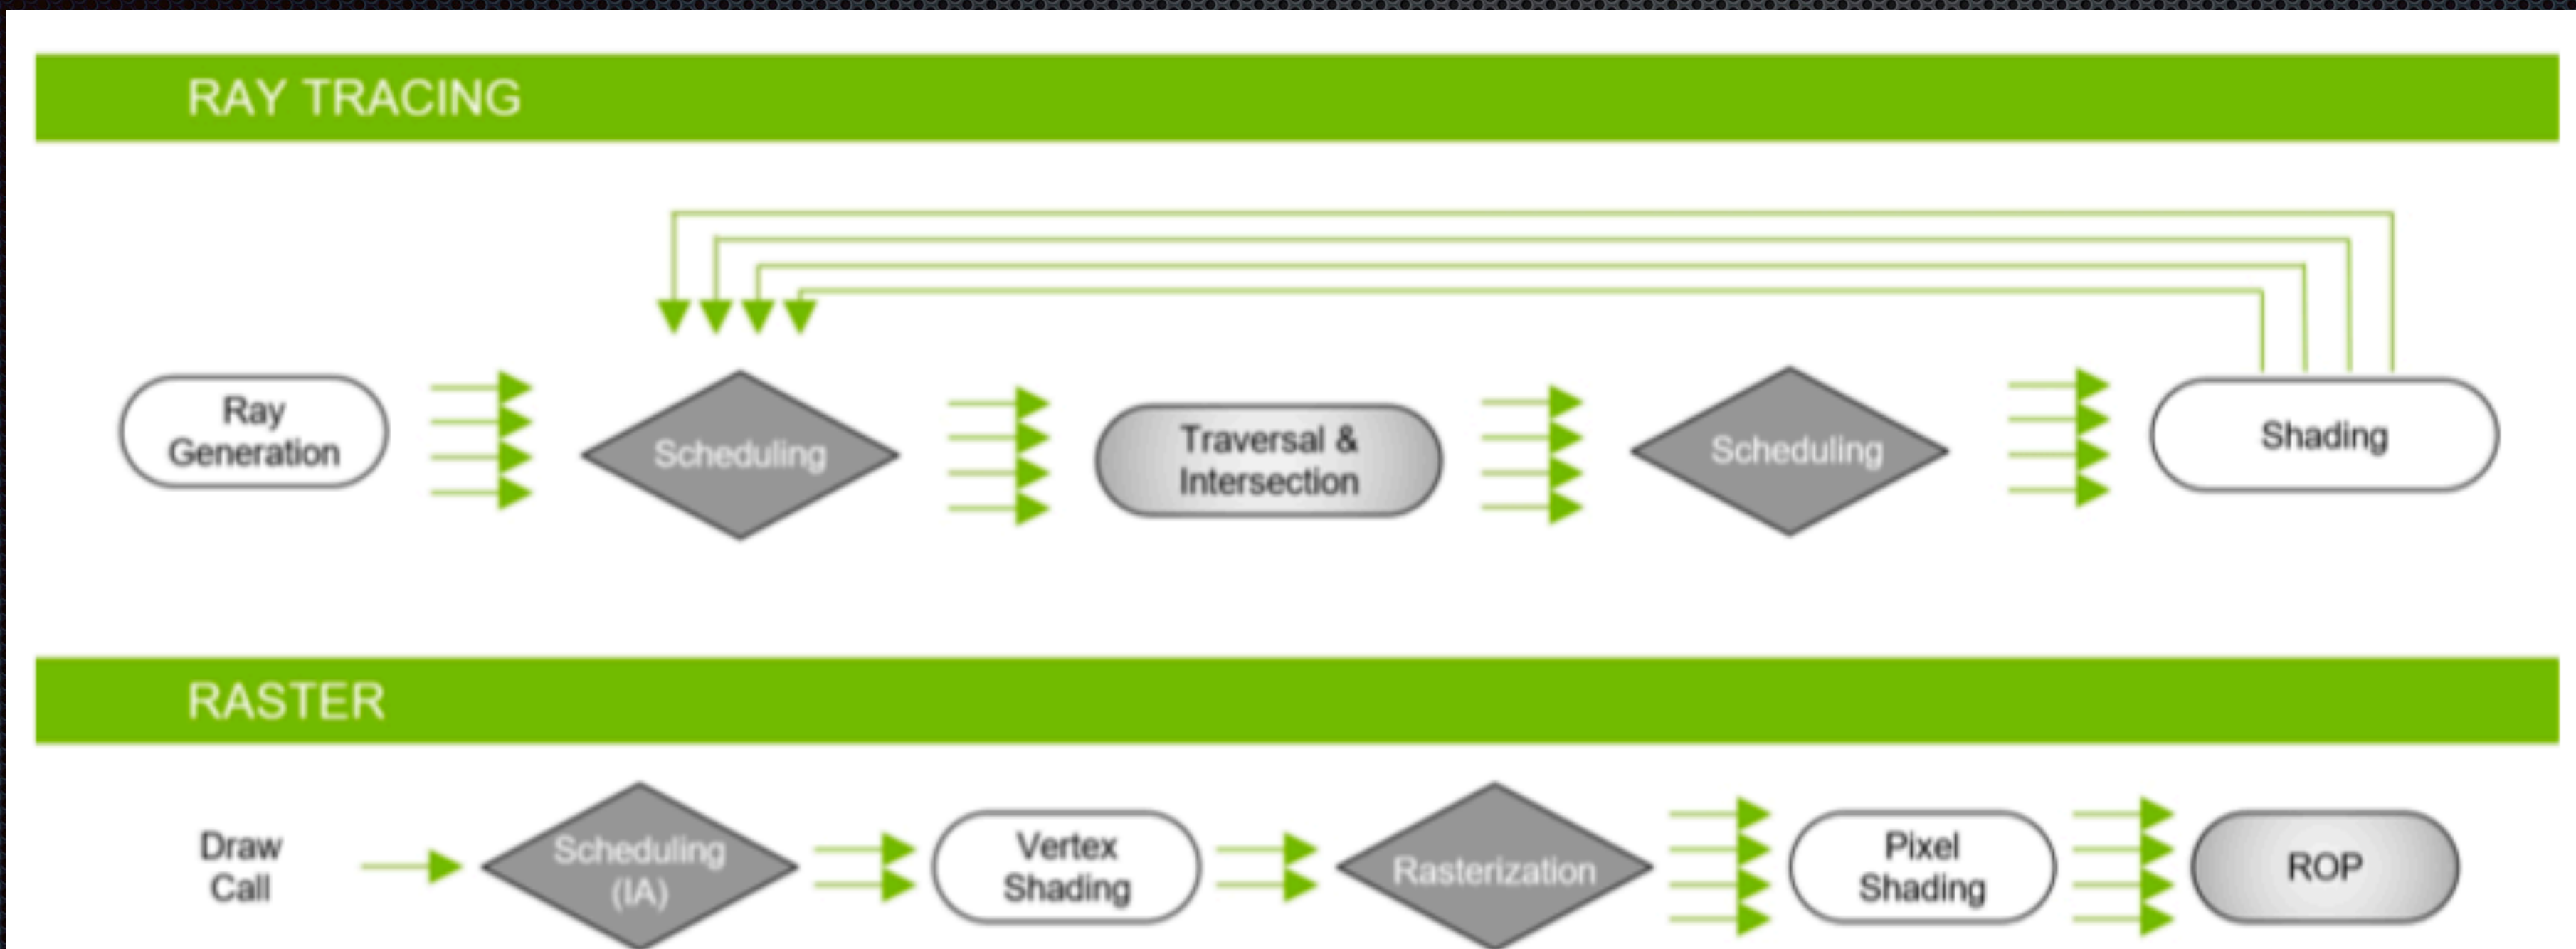 RAY TRACING
Ray
Generation
Scheduling
Traversal &
Intersection
Scheduling
Shading
RASTER
Draw
Call
Scheduling
(IA)
Vertex
Shading
Rasterization
Pixel
Shading
ROP